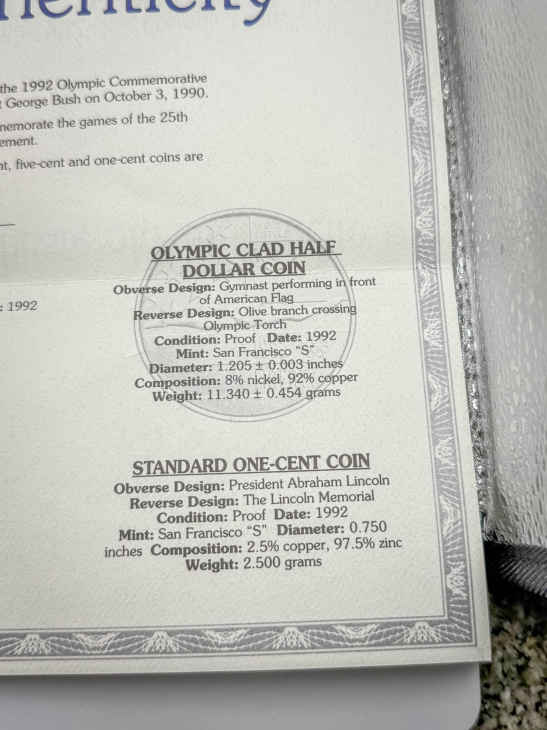 the 1992 Olympic Commemorative
George Bush on October 3, 1990.
games of the 25th
five-cent and one-cent coins are
1992
OLYMPIC CLAD HALF
DOLLAR COIN
Obverse Design: Gymnast performing in front
of American Flag
Reverse Design: Olive branch crossing
Olympic Torch
Condition: Proof Date: 1992
Mint: San Francisco “S”
Diameter: 1.205 ± 0.003 inches
Composition: 8% nickel, 92% copper
Weight: 11.340 ± 0.454 grams
STANDARD ONE-CENT COIN
Obverse Design: President Abraham Lincoln
Reverse Design: The Lincoln Memorial
Condition: Proof Date: 1992
Mint: San Francisco “S” Diameter: 0.750
inches Composition: 2.5% copper, 97.5% zinc
Weight: 2.500 grams